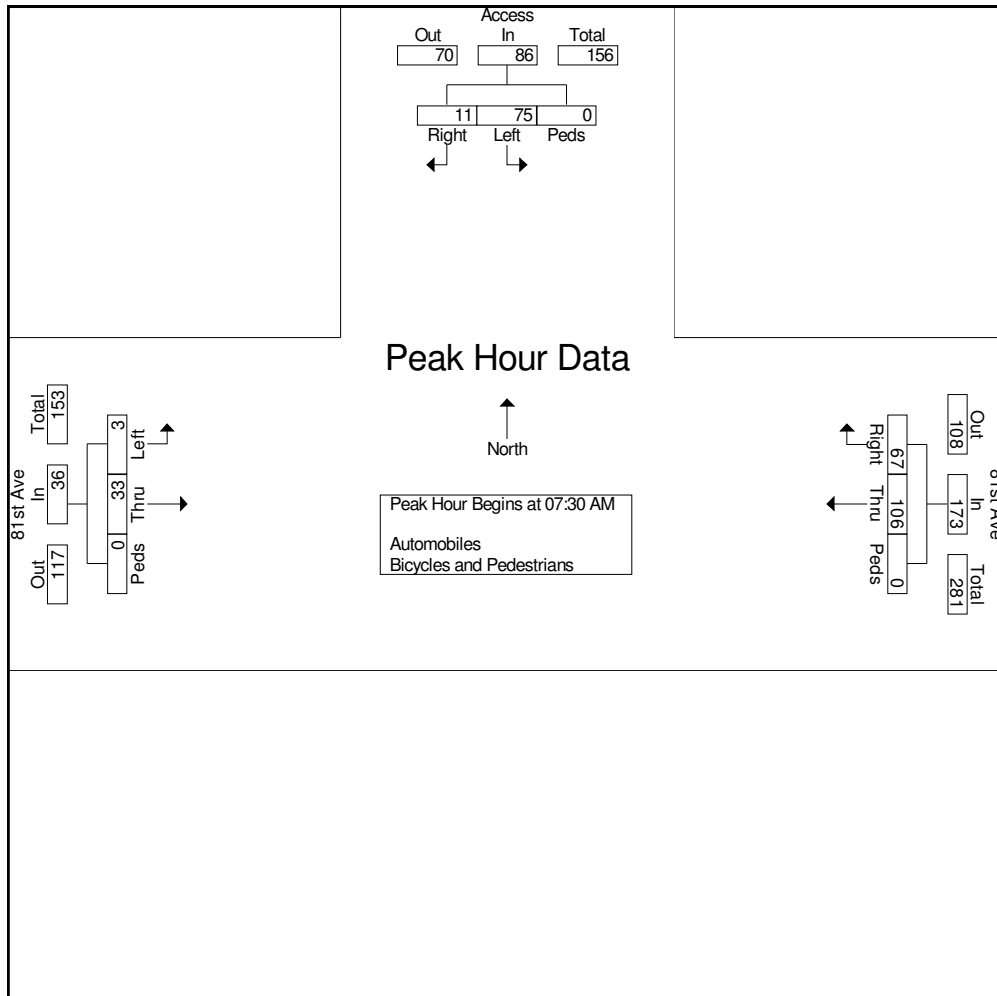 Access
Out In Total
70 86 156
11 75 0
Right Left Peds
Peak Hour Data
North
Peak Hour Begins at 07:30 AM
Automobiles
Bicycles and Pedestrians
81st Ave
Out In Total
117 36 153
3 33 0
Left Thru Peds
81st Ave
Out In Total
108 173 281
67 106 0
Right Thru Peds